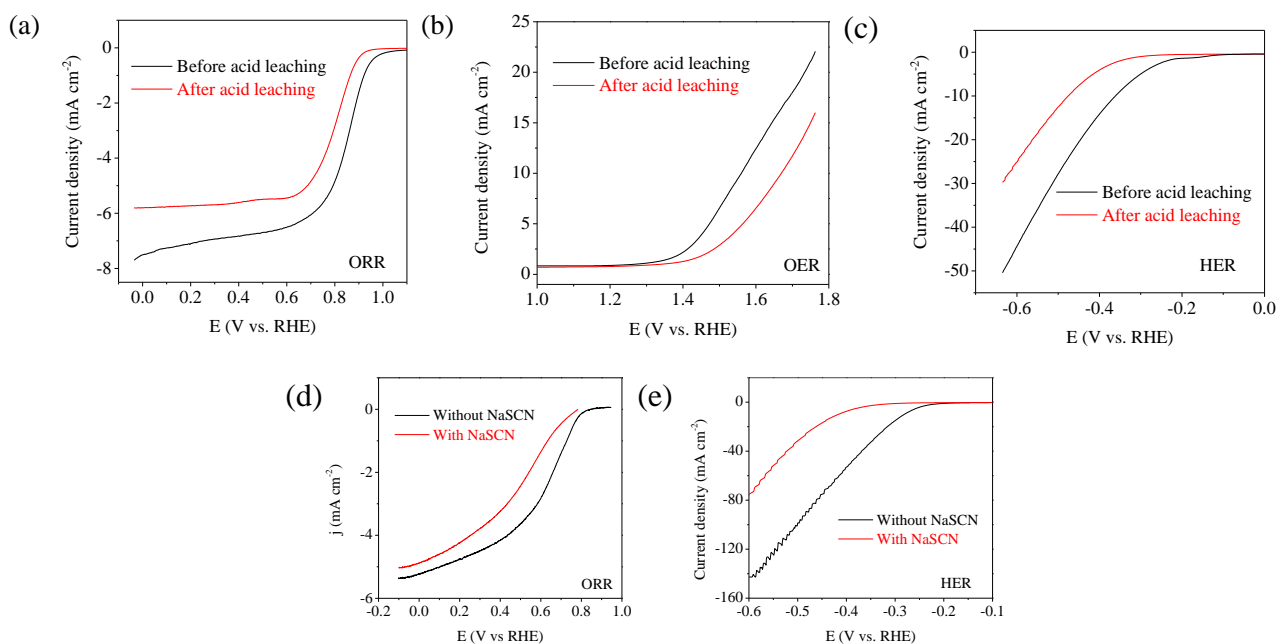 (a)
0
-2
-4
-6
-8
0.0 0.2 0.4 0.6 0.8 1.0
Current density (mA cm-2)
E (V vs. RHE)
Before acid leaching
After acid leaching
ORR
(b)
25
20
15
10
5
0
1.0 1.2 1.4 1.6 1.8
Current density (mA cm-2)
E (V vs. RHE)
Before acid leaching
After acid leaching
OER
(c)
0
-10
-20
-30
-40
-50
-0.6 -0.4 -0.2 0.0
Current density (mA cm-2)
E (V vs. RHE)
Before acid leaching
After acid leaching
HER
(d)
0
-2
-4
-6
-0.2 0.0 0.2 0.4 0.6 0.8 1.0
j (mA cm-2)
E (V vs RHE)
Without NaSCN
With NaSCN
ORR
(e)
0
-40
-80
-120
-160
-0.6 -0.5 -0.4 -0.3 -0.2 -0.1
Current density (mA cm-2)
E (V vs RHE)
Without NaSCN
With NaSCN
HER